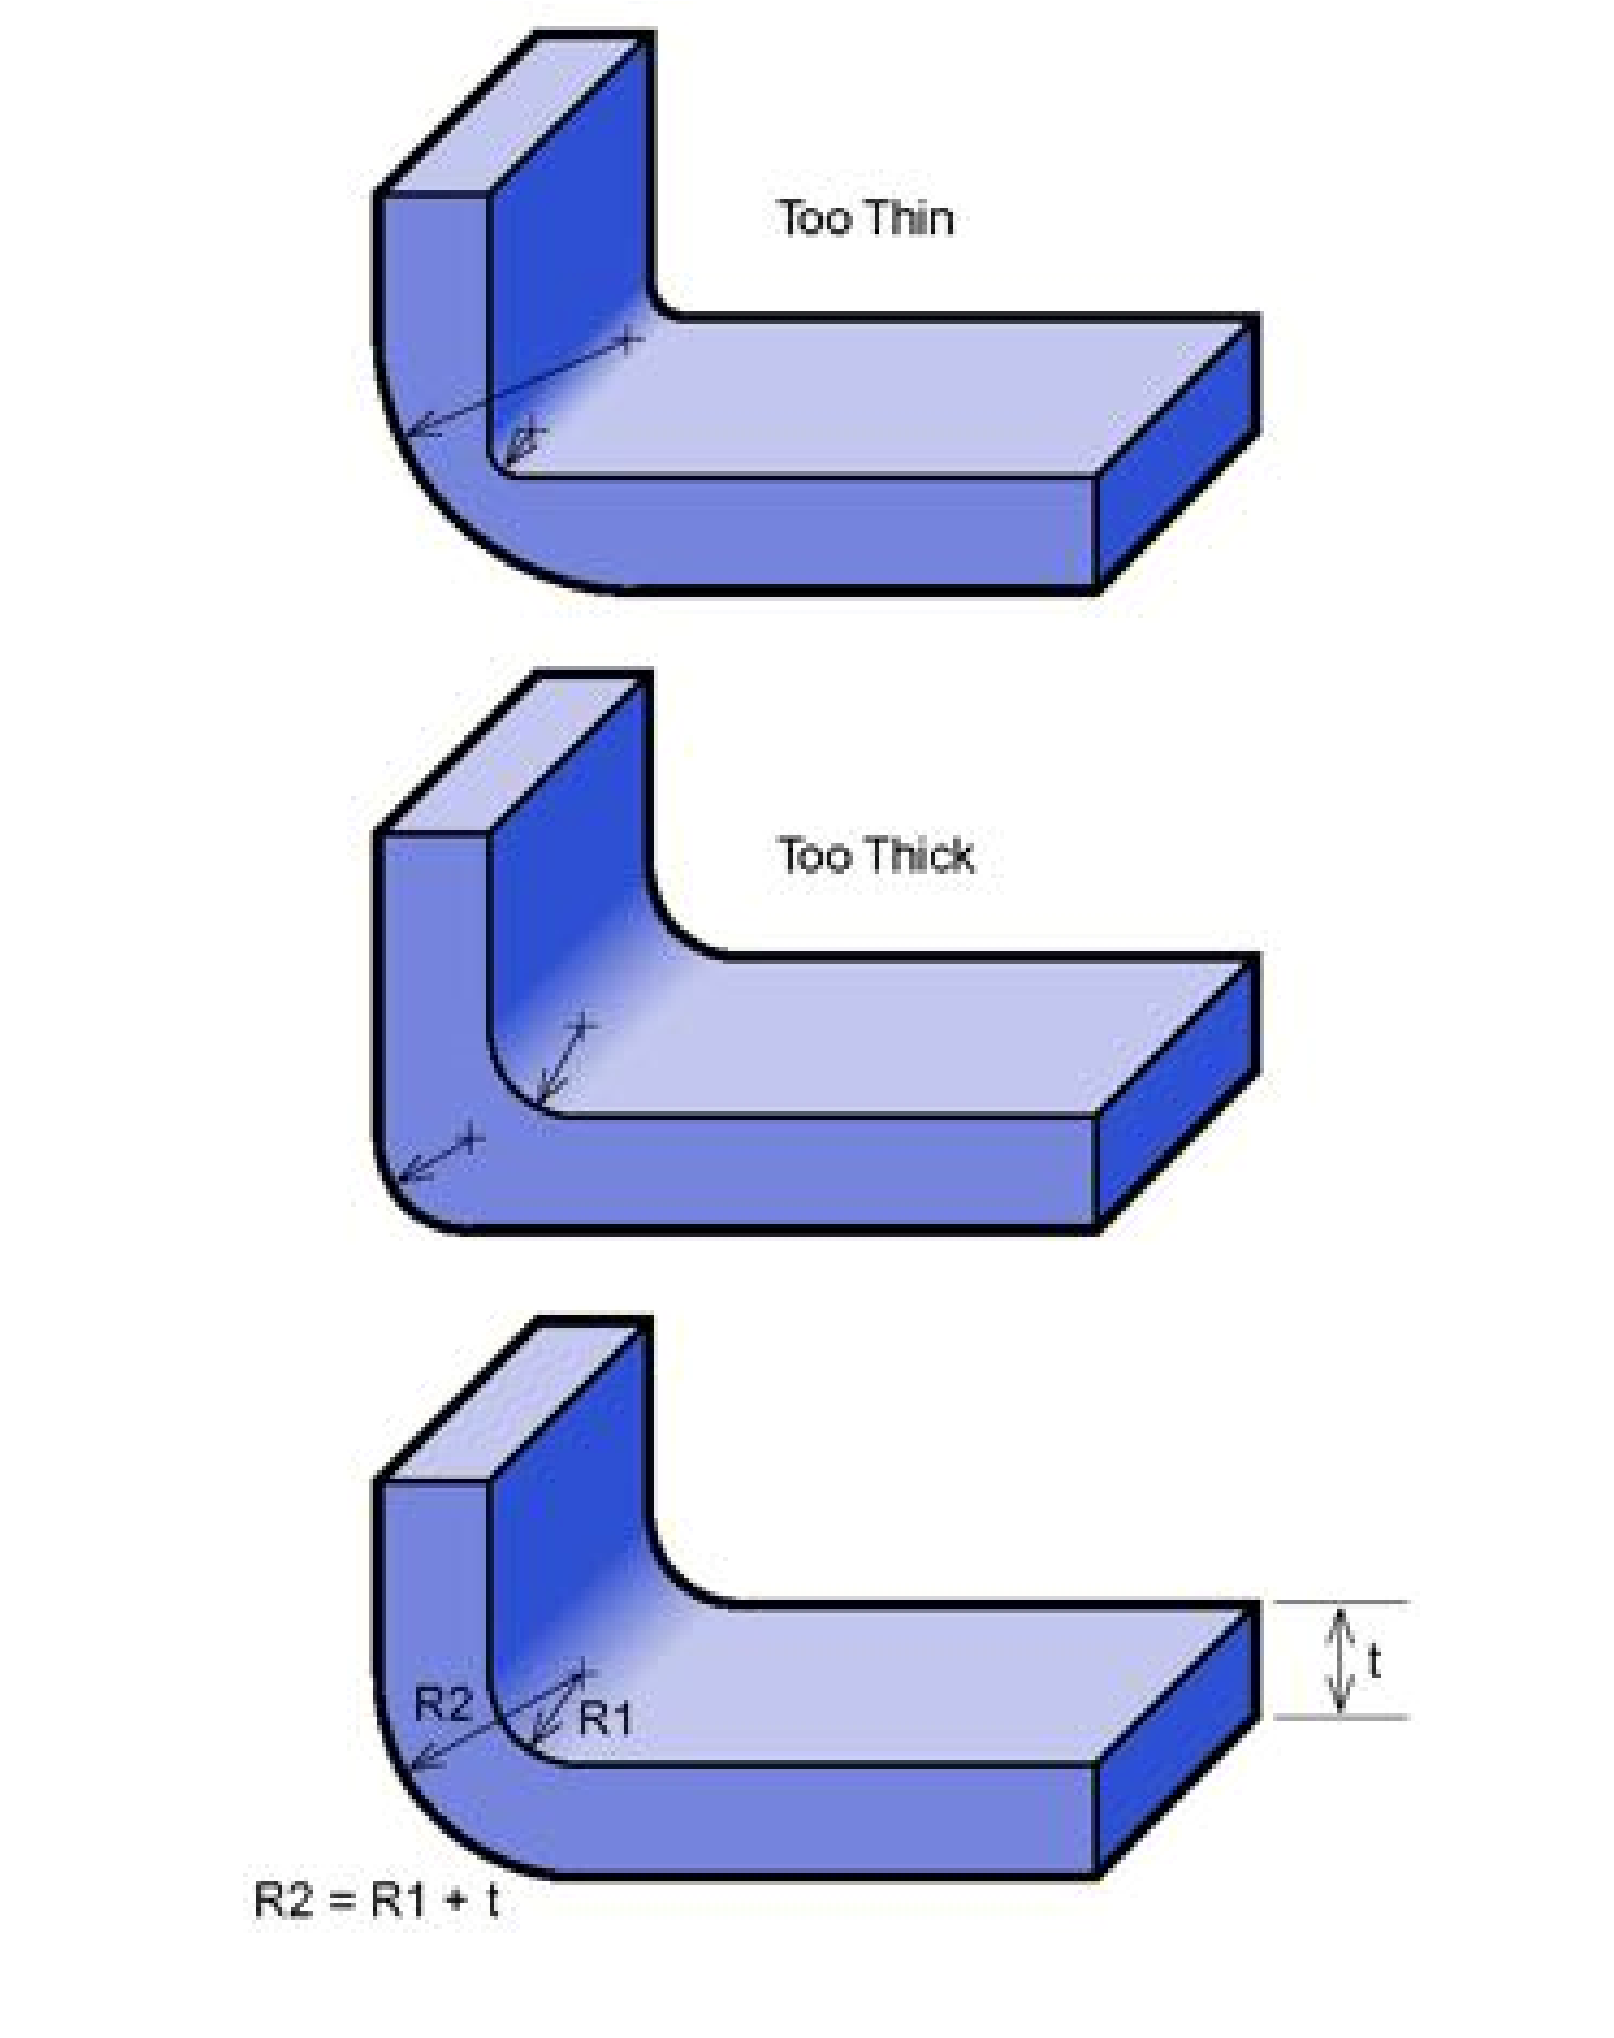 Too Thin
Too Thick
R2
R1
t
R2 = R1 + t